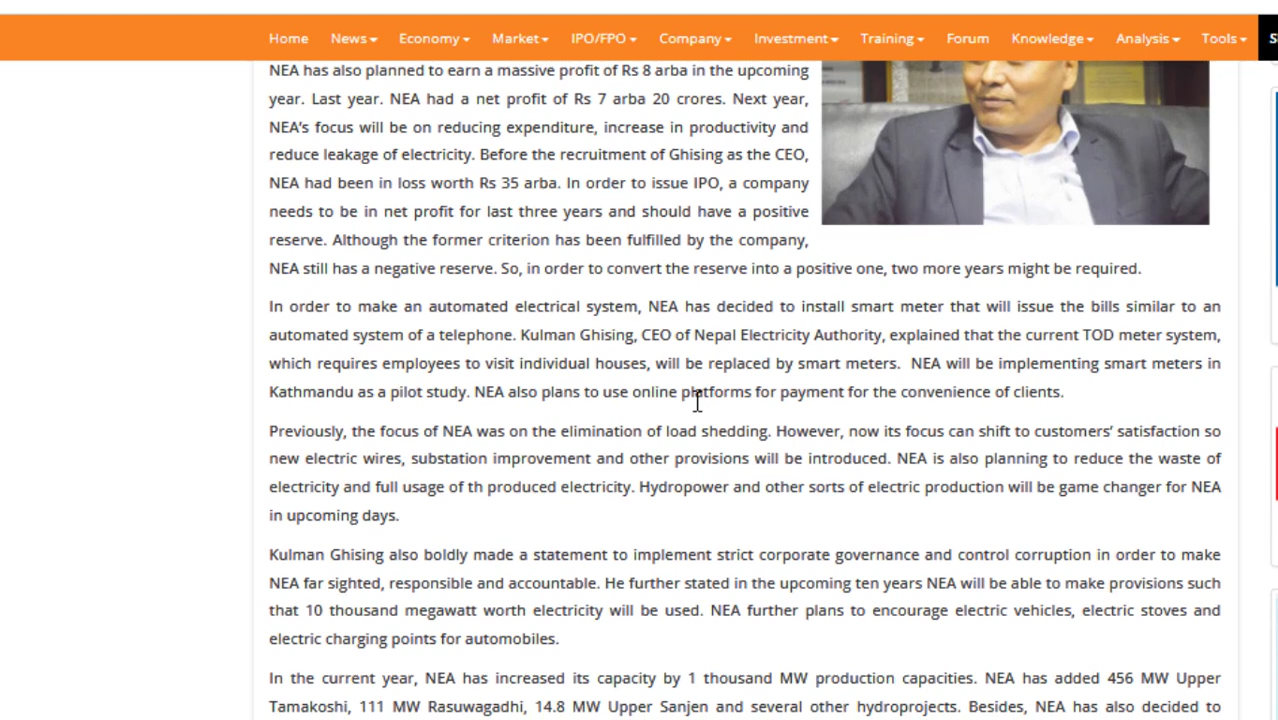 Home News Economy Market IPO/FPO Company Investment Training Forum Knowledge Analysis Tools S
NEA has also planned to earn a massive profit of Rs 8 arba in the upcoming
year. Last year. NEA had a net profit of Rs 7 arba 20 crores. Next year,
NEA's focus will be on reducing expenditure, increase in productivity and
reduce leakage of electricity. Before the recruitment of Ghising as the CEO,
NEA had been in loss worth Rs 35 arba. In order to issue IPO, a company
needs to be in net profit for last three years and should have a positive
reserve. Although the former criterion has been fulfilled by the company,
NEA still has a negative reserve. So, in order to convert the reserve into a positive one, two more years might be required.
In order to make an automated electrical system, NEA has decided to install smart meter that will issue the bills similar to an
automated system of a telephone. Kulman Ghising, CEO of Nepal Electricity Authority, explained that the current TOD meter system,
which requires employees to visit individual houses, will be replaced by smart meters. NEA will be implementing smart meters in
Kathmandu as a pilot study. NEA also plans to use online platforms for payment for the convenience of clients.
Previously, the focus of NEA was on the elimination of load shedding. However, now its focus can shift to customers' satisfaction so
new electric wires, substation improvement and other provisions will be introduced. NEA is also planning to reduce the waste of
electricity and full usage of th produced electricity. Hydropower and other sorts of electric production will be game changer for NEA
in upcoming days.
Kulman Ghising also boldly made a statement to implement strict corporate governance and control corruption in order to make
NEA far sighted, responsible and accountable. He further stated in the upcoming ten years NEA will be able to make provisions such
that 10 thousand megawatt worth electricity will be used. NEA further plans to encourage electric vehicles, electric stoves and
electric charging points for automobiles.
In the current year, NEA has increased its capacity by 1 thousand MW production capacities. NEA has added 456 MW Upper
Tamakoshi, 111 MW Rasuwagadhi, 14.8 MW Upper Sanjen and several other hydroprojects. Besides, NEA has also decided to